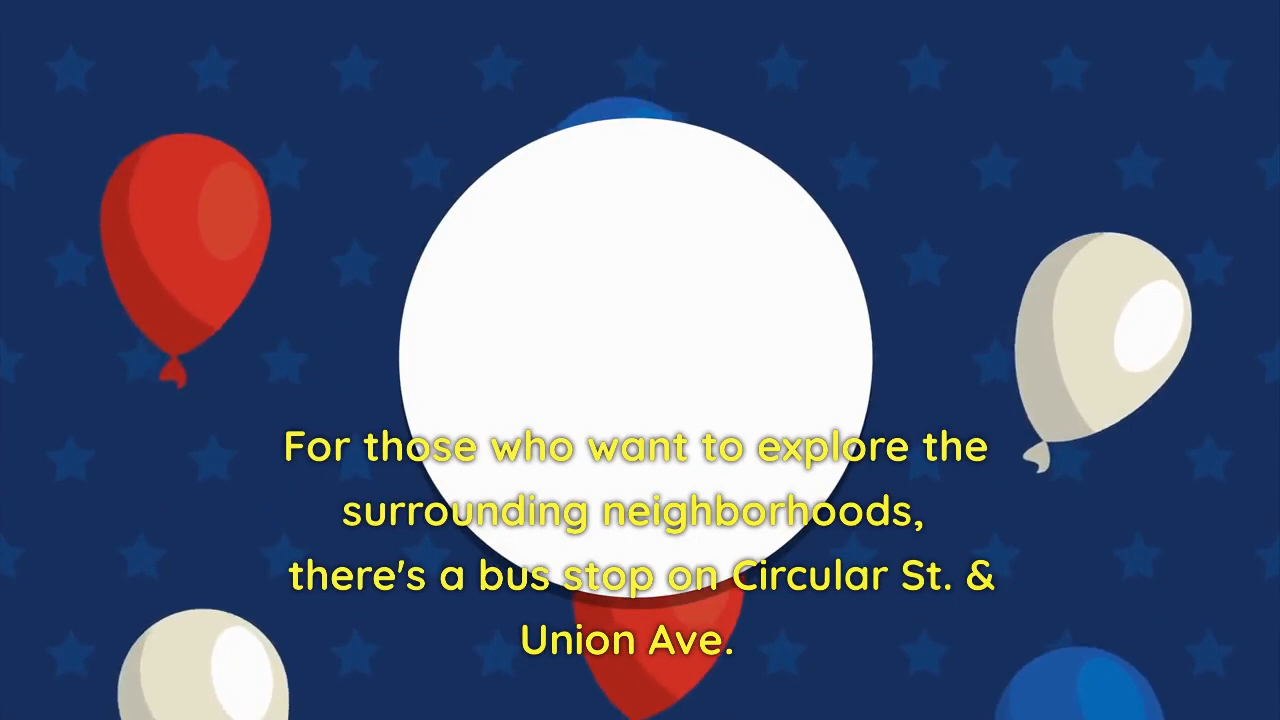 For those who want to explore the
surrounding neighborhoods,
there's a bus stop on Circular St. &
Union Ave.